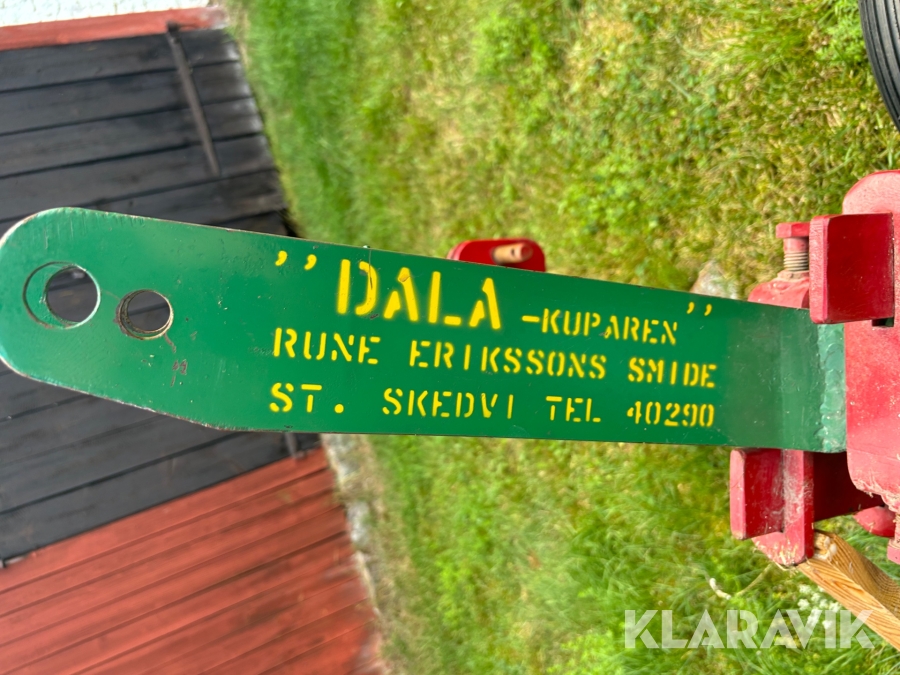 ”DALA-KUPAREN”
RUNE ERIKSSONS SMIDE
ST. SKEDVI TEL 40290
KLARAVIK